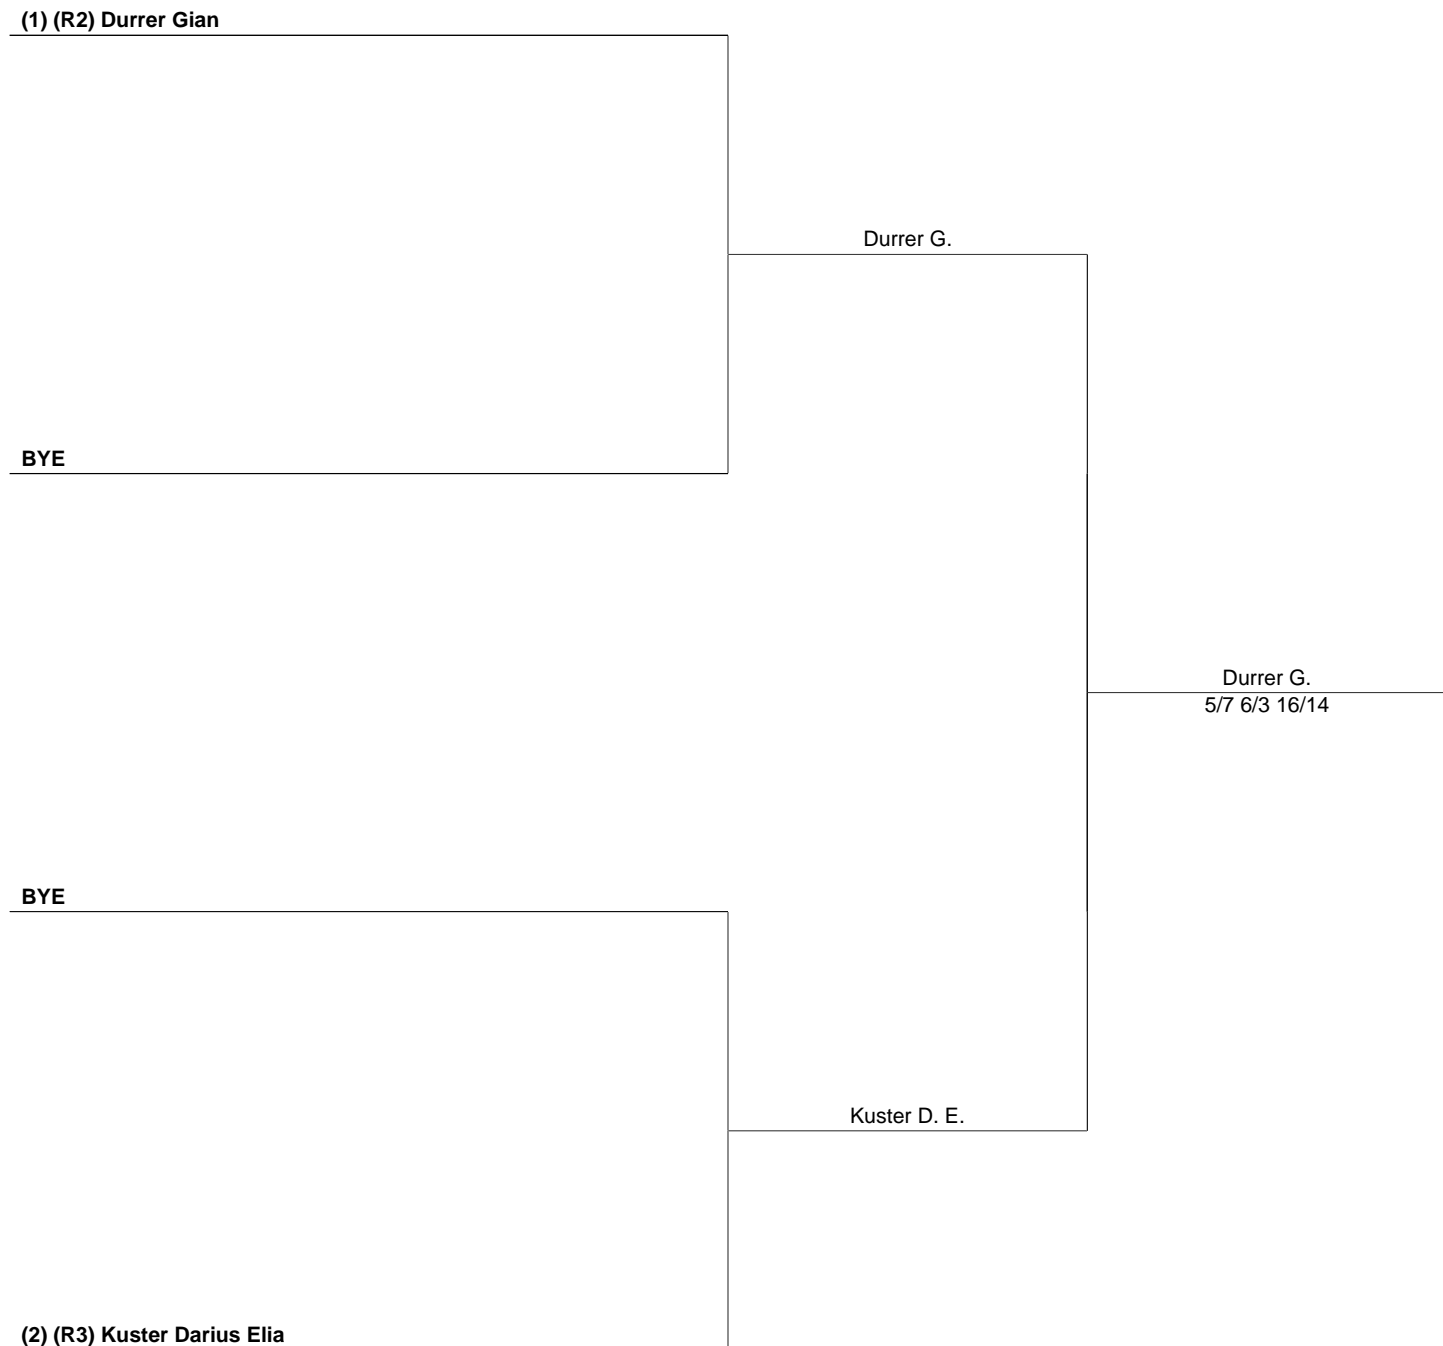 (1) (R2) Durrer Gian
Durrer G.
BYE
Durrer G.
5/7 6/3 16/14
BYE
Kuster D. E.
(2) (R3) Kuster Darius Elia